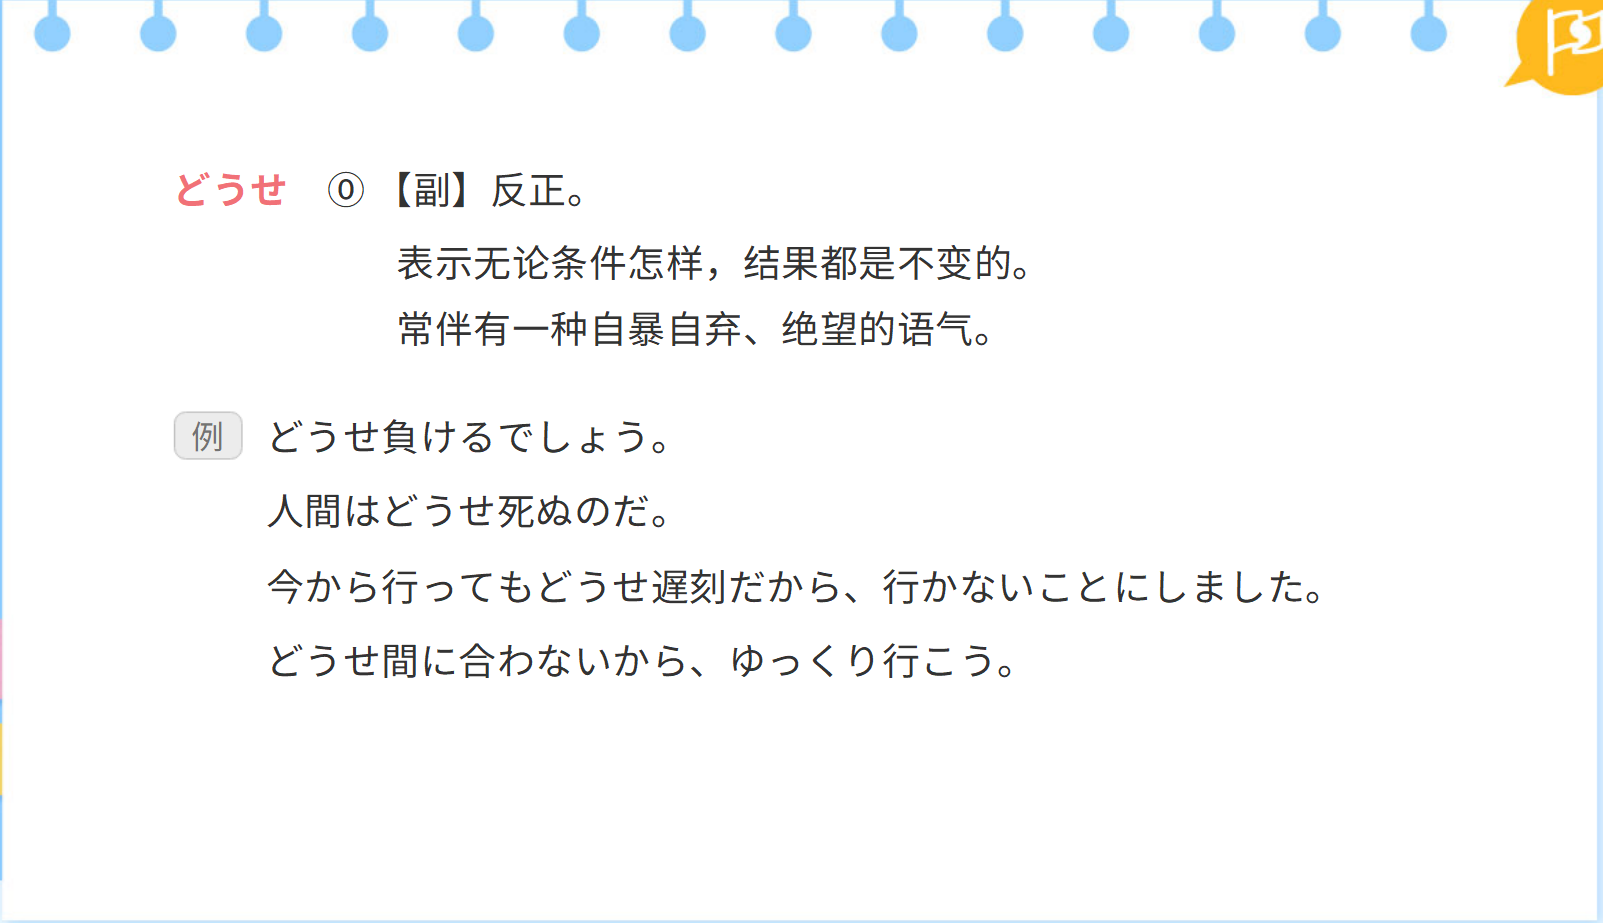 どうせ ⓪ 【副】反正。
表示无论条件怎样，结果都是不变的。
常伴有一种自暴自弃、绝望的语气。
例 どうせ負けるでしょう。
人間はどうせ死ぬのだ。
今から行ってもどうせ遅刻だから、行かないことにしました。
どうせ間に合わないから、ゆっくり行こう。